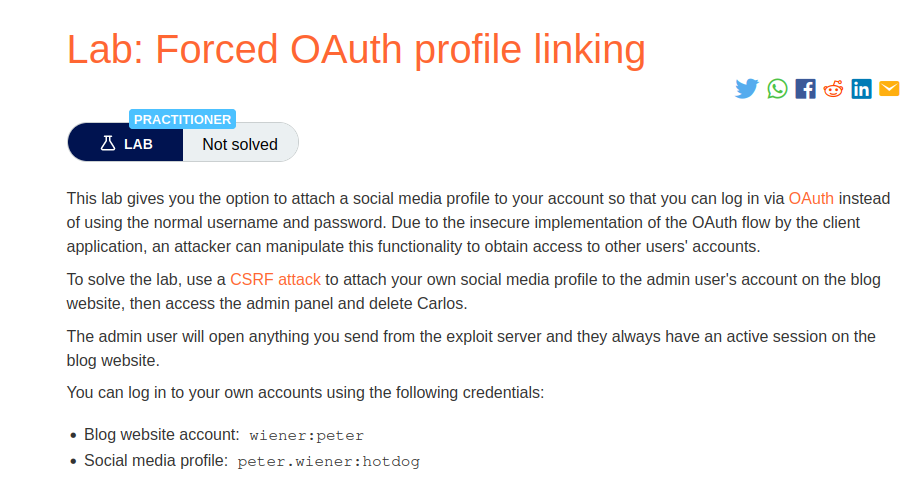 Lab: Forced OAuth profile linking
PRACTITIONER
LAB
Not solved
This lab gives you the option to attach a social media profile to your account so that you can log in via OAuth instead
of using the normal username and password. Due to the insecure implementation of the OAuth flow by the client
application, an attacker can manipulate this functionality to obtain access to other users' accounts.
To solve the lab, use a CSRF attack to attach your own social media profile to the admin user's account on the blog
website, then access the admin panel and delete Carlos.
The admin user will open anything you send from the exploit server and they always have an active session on the
blog website.
You can log in to your own accounts using the following credentials:
• Blog website account: wiener:peter
• Social media profile: peter.wiener:hotdog